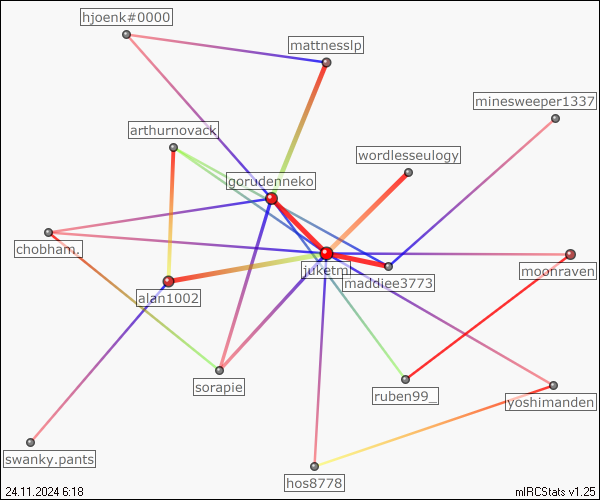 hjoenk#0000
mattnesslp
minesweeper1337
arthurnovack
wordlesseulogy
gorudenneko
chobham.
juketml
moonraven
maddiee3773
alan1002
sorapie
ruben99_
yoshimanden
swanky.pants
hos8778
24.11.2024 6:18
mIRCStats v1.25